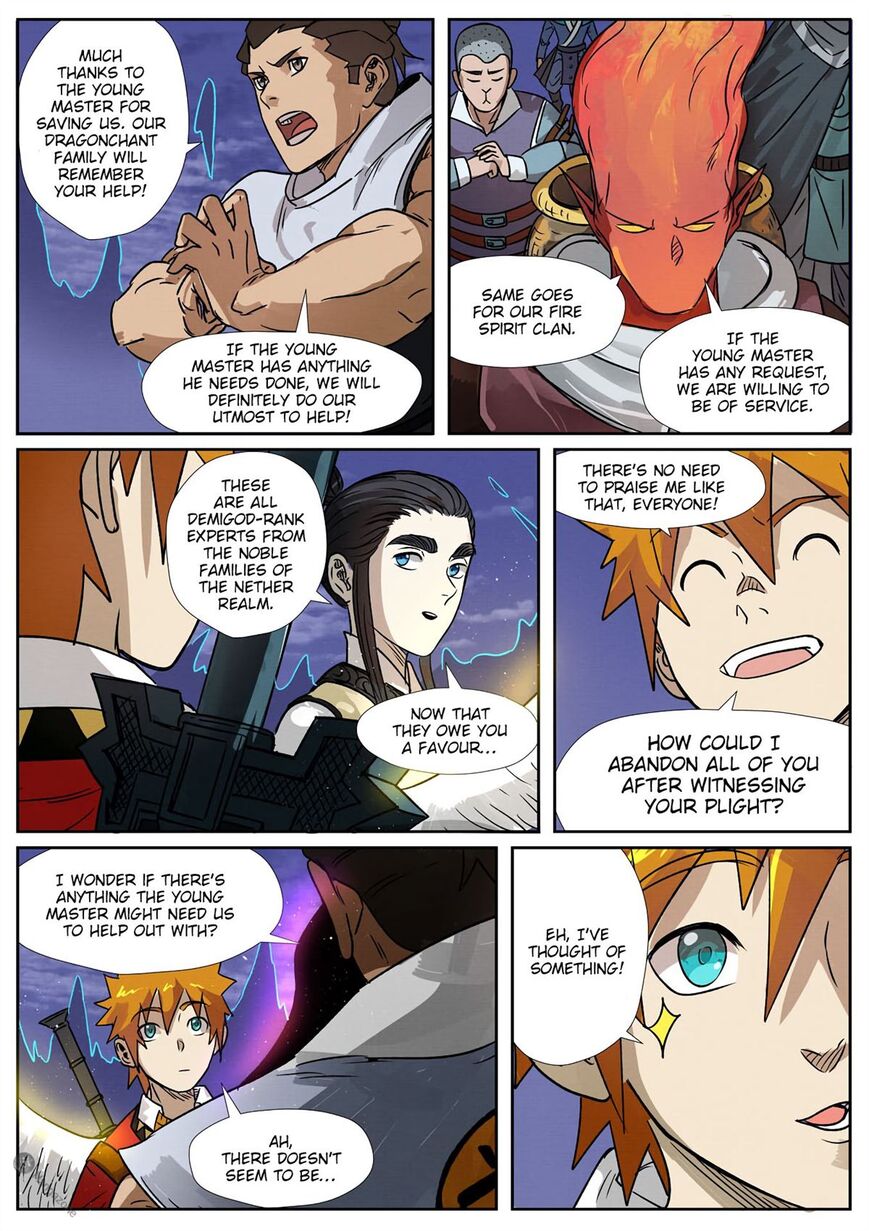 MUCH
THANKS TO
THE YOUNG
MASTER FOR
SAVING US. OUR
DRAGONCHANT
FAMILY WILL
REMEMBER
YOUR HELP!
IF THE YOUNG
MASTER HAS ANYTHING
HE NEEDS DONE, WE WILL
DEFINITELY DO OUR
UTMOST TO HELP!
SAME GOES
FOR OUR FIRE
SPIRIT CLAN.
IF THE
YOUNG MASTER
HAS ANY REQUEST,
WE ARE WILLING TO
BE OF SERVICE.
THESE
ARE ALL
DEMIGOD-RANK
EXPERTS FROM
THE NOBLE
FAMILIES OF
THE NETHER
REALM.
NOW THAT
THEY OWE YOU
A FAVOUR...
THERE'S NO NEED
TO PRAISE ME LIKE
THAT, EVERYONE!
HOW COULD I
ABANDON ALL OF YOU
AFTER WITNESSING
YOUR PLIGHT?
I WONDER IF THERE'S
ANYTHING THE YOUNG
MASTER MIGHT NEED US
TO HELP OUT WITH?
AH,
THERE DOESN'T
SEEM TO BE...
EH, I'VE
THOUGHT OF
SOMETHING!